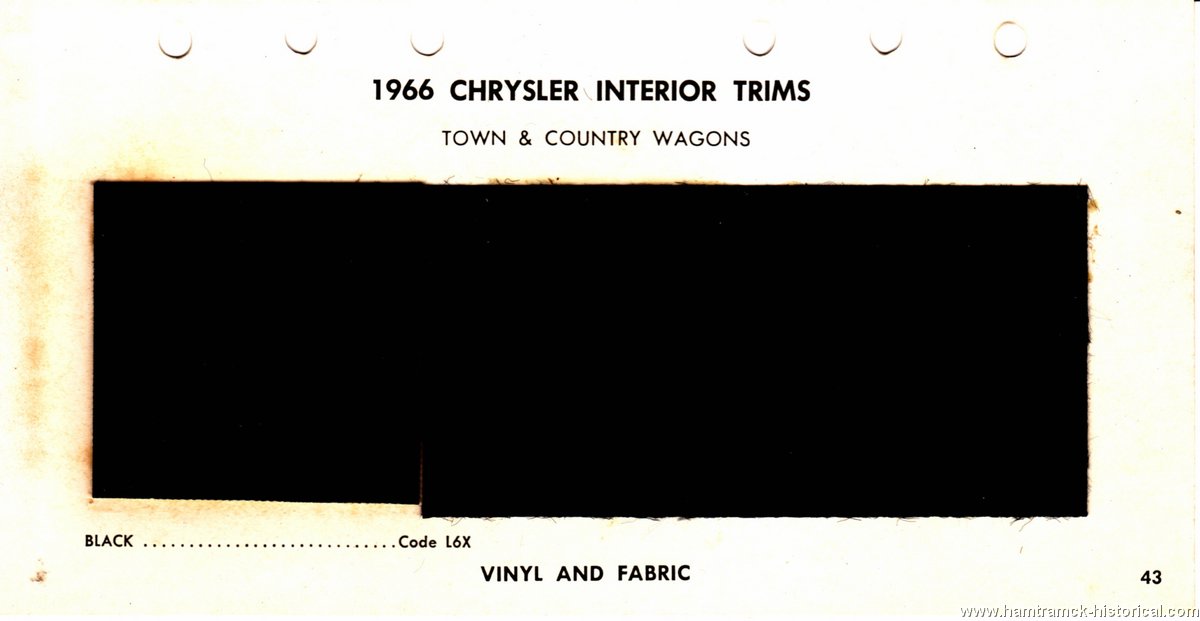 1966 CHRYSLER INTERIOR TRIMS
TOWN & COUNTRY WAGONS
BLACK ............................Code L6X
VINYL AND FABRIC
43
www.hamtramck-historical.com